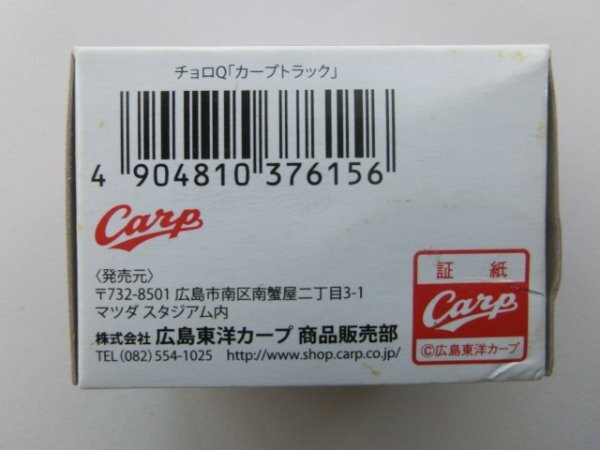 チョロQ「カープトラック」
4 904810 376156
Carp
〈発売元〉
〒732-8501 広島市南区南蟹屋二丁目3-1
マツダ スタジアム内
株式会社 広島東洋カープ 商品販売部
TEL(082)554-1025 http://www.shop.carp.co.jp/
証 紙
Carp
©広島東洋カープ